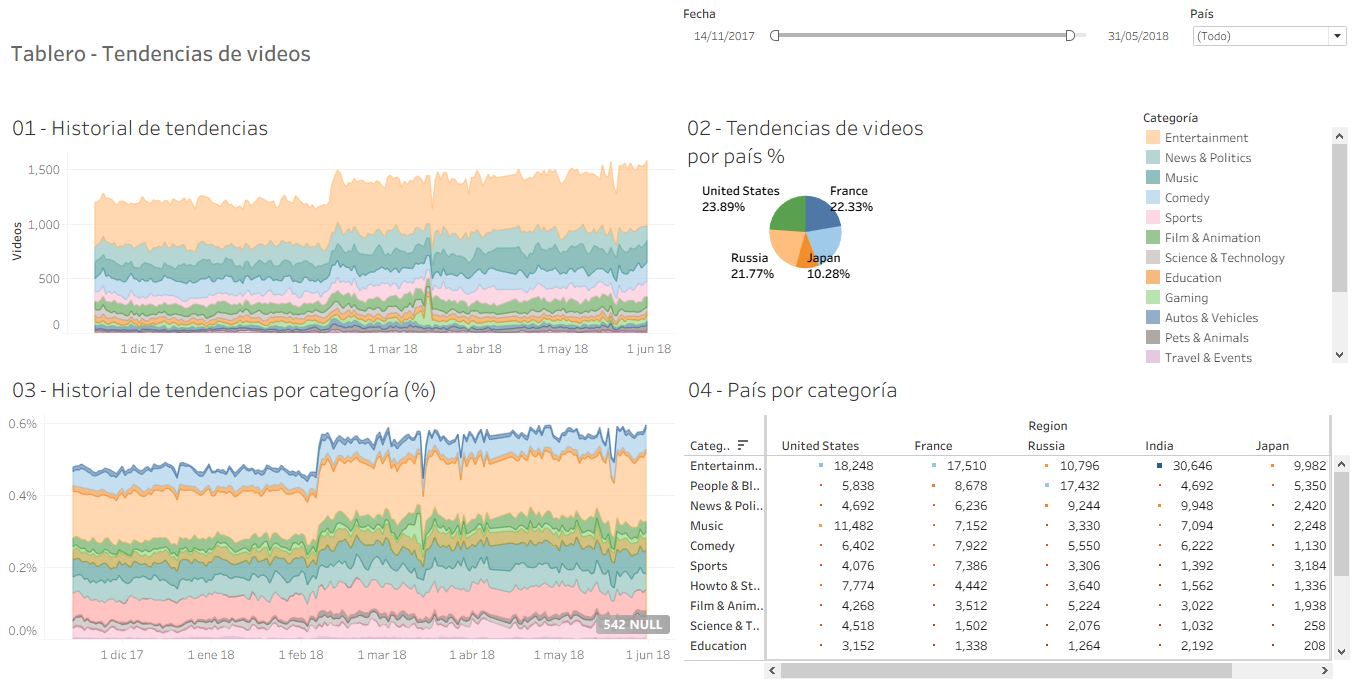 Fecha
País
14/11/2017
31/05/2018
(Todo)
Tablero - Tendencias de videos
01 - Historial de tendencias
1,500
1,000
500
0
Videos
1 dic 17
1 ene 18
1 feb 18
1 mar 18
1 abr 18
1 may 18
1 jun 18
02 - Tendencias de videos
por país %
United States
23.89%
France
22.33%
Russia
21.77%
Japan
10.28%
Categoría
Entertainment
News & Politics
Music
Comedy
Sports
Film & Animation
Science & Technology
Education
Gaming
Autos & Vehicles
Pets & Animals
Travel & Events
03 - Historial de tendencias por categoría (%)
0.6%
0.4%
0.2%
0.0%
542 NULL
1 dic 17
1 ene 18
1 feb 18
1 mar 18
1 abr 18
1 may 18
1 jun 18
04 - País por categoría
Region
Categ.. United States France Russia India Japan
Entertainm.. 18,248 17,510 10,796 30,646 9,982
People & Bl.. 5,838 8,678 17,432 4,692 5,350
News & Poli.. 4,692 6,236 9,244 9,948 2,420
Music 11,482 7,152 3,330 7,094 2,248
Comedy 6,402 7,922 5,550 6,222 1,130
Sports 4,076 7,386 3,306 1,392 3,184
Howto & St.. 7,774 4,442 3,640 1,562 1,336
Film & Anim.. 4,268 3,512 5,224 3,022 1,938
Science & T.. 4,518 1,502 2,076 1,032 258
Education 3,152 1,338 1,264 2,192 208